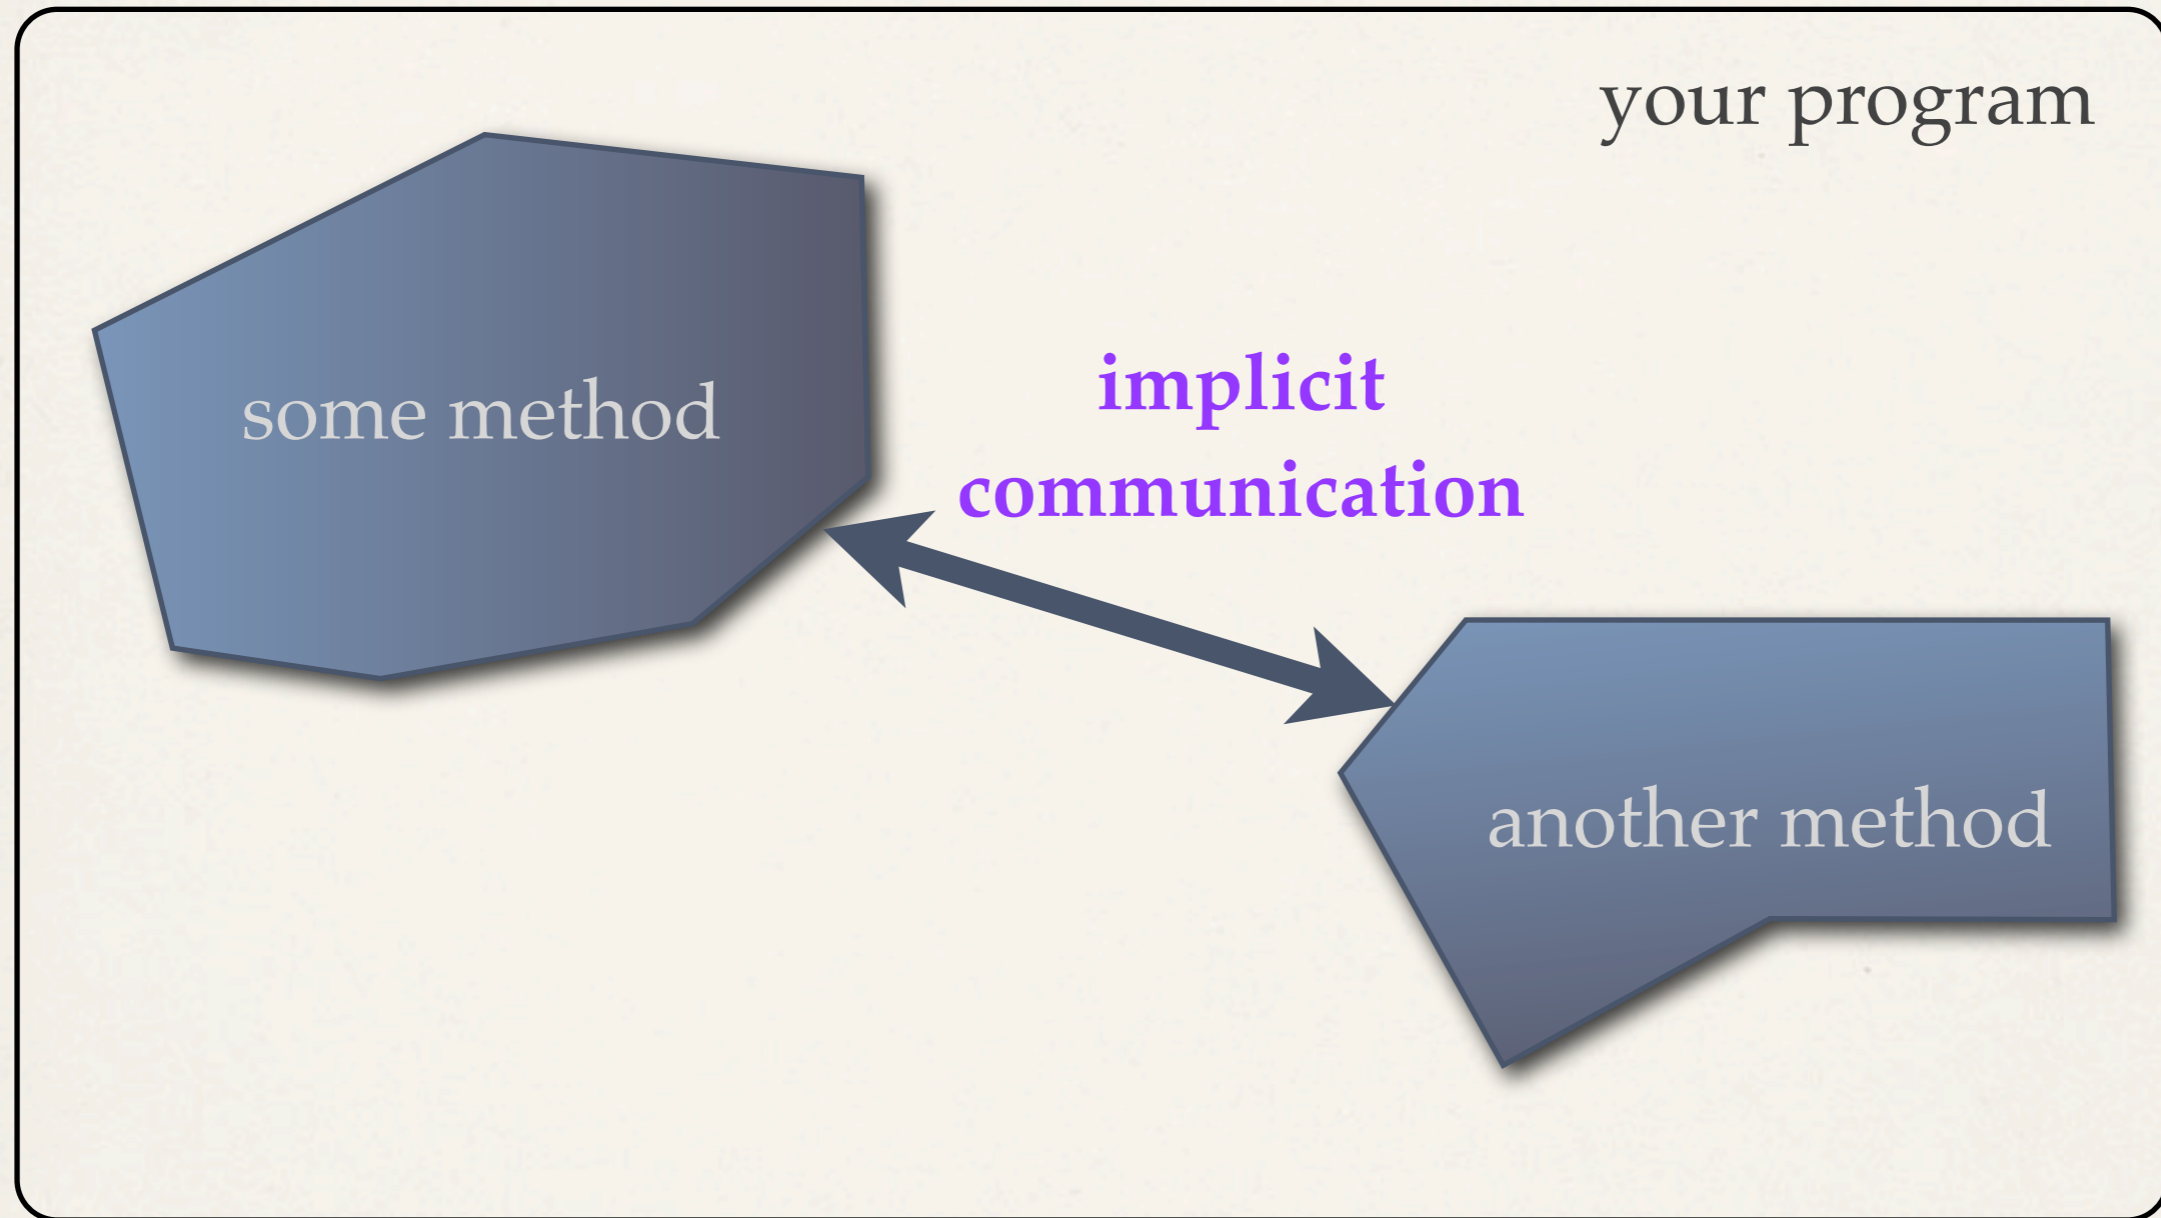 your program
some method
implicit
communication
another method